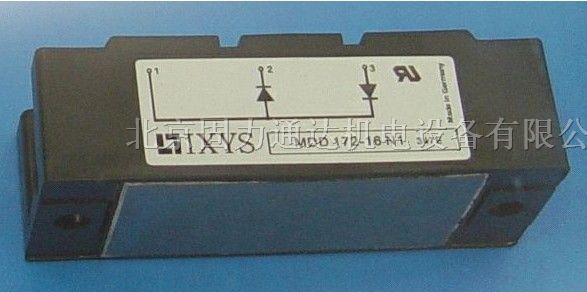 1 2 3
Made in Germany
北京固力通达机电设备有限公
IXYS MDD 172-16 N1